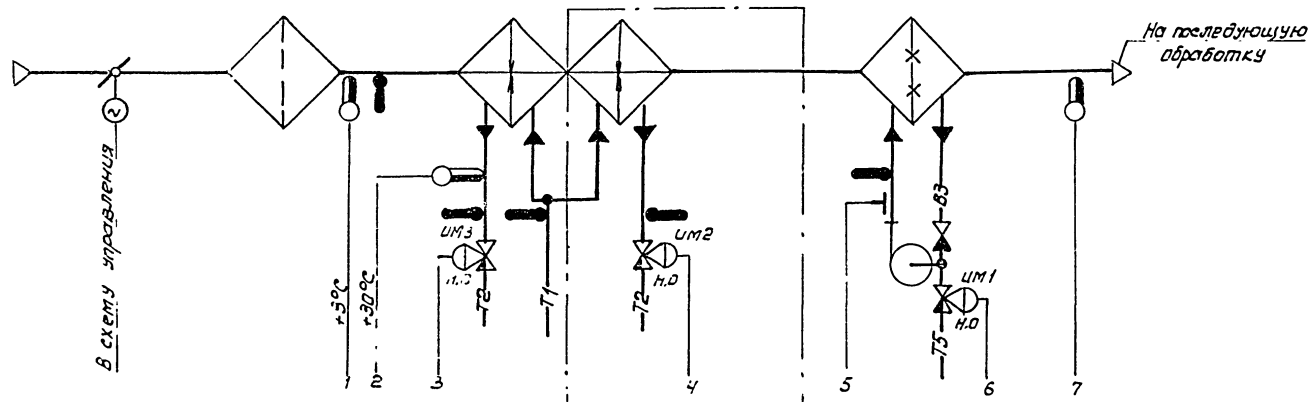 На последующую
обработку
В схему управления
+3°С
+30°С
ИМ3
Н.О
Т2
Т1
ИМ2
Н.О
Т2
В3
ИМ1
Н.О
Т5
1
2
3
4
5
6
7